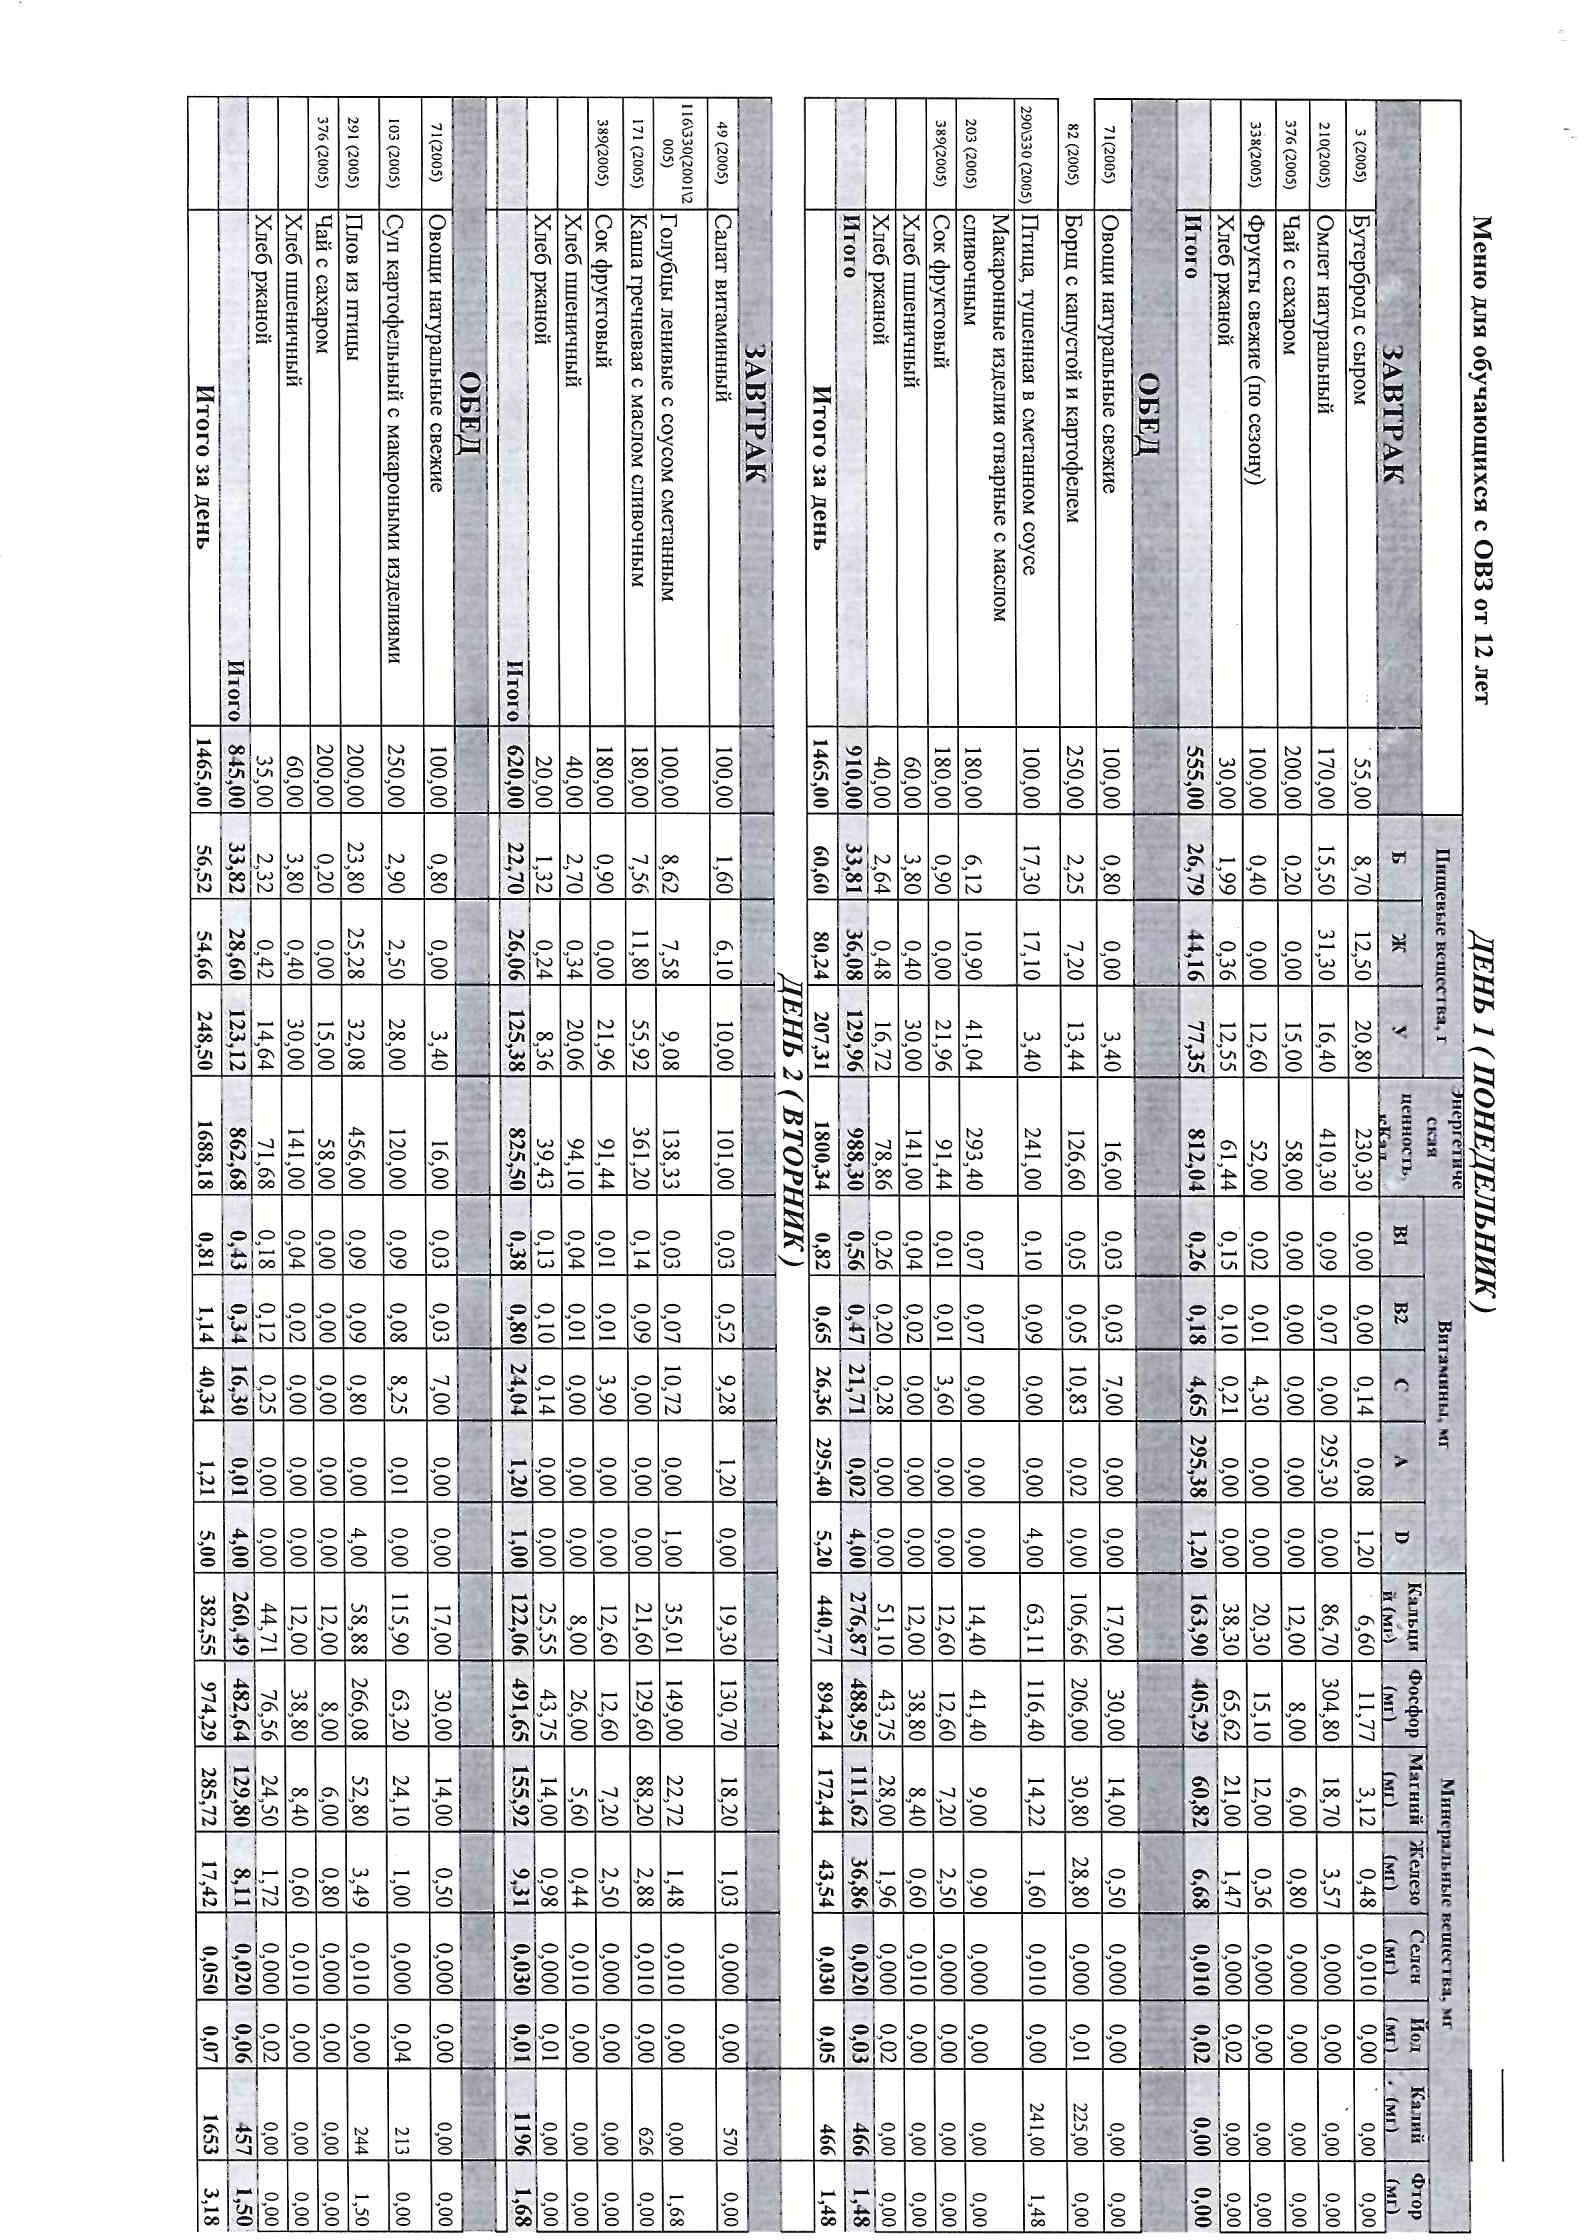 Меню для обучающихся с ОВЗ от 12 лет
ДЕНЬ 1 ( ПОНЕДЕЛЬНИК )
Пищевые вещества, г Энергетическая ценность, кКал Витамины, мг Минеральные вещества, мг
ЗАВТРАК Б Ж У B1 B2 C A D Кальций (мг) Фосфор (мг) Магний (мг) Железо (мг) Селен (мг) Йод (мг) Калий (мг) Фтор (мг)
3 (2005) Бутерброд с сыром 55,00 8,70 12,50 20,80 230,30 0,00 0,00 0,14 0,08 1,20 6,60 11,77 3,12 0,48 0,010 0,00 0,00 0,00
210(2005) Омлет натуральный 170,00 15,50 31,30 16,40 410,30 0,09 0,07 0,00 295,30 0,00 86,70 304,80 18,70 3,57 0,000 0,00 0,00 0,00
376 (2005) Чай с сахаром 200,00 0,20 0,00 15,00 58,00 0,00 0,00 0,00 0,00 0,00 12,00 8,00 6,00 0,80 0,000 0,00 0,00 0,00
338(2005) Фрукты свежие (по сезону) 100,00 0,40 0,00 12,60 52,00 0,02 0,01 4,30 0,00 0,00 20,30 15,10 12,00 0,36 0,000 0,00 0,00 0,00
Хлеб ржаной 30,00 1,99 0,36 12,55 61,44 0,15 0,10 0,21 0,00 0,00 38,30 65,62 21,00 1,47 0,000 0,02 0,00 0,00
Итого 555,00 26,79 44,16 77,35 812,04 0,26 0,18 4,65 295,38 1,20 163,90 405,29 60,82 6,68 0,010 0,02 0,00 0,00
ОБЕД
71(2005) Овощи натуральные свежие 100,00 0,80 0,00 3,40 16,00 0,03 0,03 7,00 0,00 0,00 17,00 30,00 14,00 0,50 0,000 0,00 0,00 0,00
82 (2005) Борщ с капустой и картофелем 250,00 2,25 7,20 13,44 126,60 0,05 0,05 10,83 0,02 0,00 106,66 206,00 30,80 28,80 0,000 0,01 225,00 0,00
290\330 (2005) Птица, тушенная в сметанном соусе 100,00 17,30 17,10 3,40 241,00 0,10 0,09 0,00 0,00 4,00 63,11 116,40 14,22 1,60 0,010 0,00 241,00 1,48
Макаронные изделия отварные с маслом
203 (2005) сливочным 180,00 6,12 10,90 41,04 293,40 0,07 0,07 0,00 0,00 0,00 14,40 41,40 9,00 0,90 0,000 0,00 0,00 0,00
389(2005) Сок фруктовый 180,00 0,90 0,00 21,96 91,44 0,01 0,01 3,60 0,00 0,00 12,60 12,60 7,20 2,50 0,000 0,00 0,00 0,00
Хлеб пшеничный 60,00 3,80 0,40 30,00 141,00 0,04 0,02 0,00 0,00 0,00 12,00 38,80 8,40 0,60 0,010 0,00 0,00 0,00
Хлеб ржаной 40,00 2,64 0,48 16,72 78,86 0,26 0,20 0,28 0,00 0,00 51,10 43,75 28,00 1,96 0,000 0,02 0,00 0,00
Итого 910,00 33,81 36,08 129,96 988,30 0,56 0,47 21,71 0,02 4,00 276,87 488,95 111,62 36,86 0,020 0,03 466 1,48
Итого за день 1465,00 60,60 80,24 207,31 1800,34 0,82 0,65 26,36 295,40 5,20 440,77 894,24 172,44 43,54 0,030 0,05 466 1,48
ДЕНЬ 2 ( ВТОРНИК )
ЗАВТРАК
49 (2005) Салат витаминный 100,00 1,60 6,10 10,00 101,00 0,03 0,52 9,28 1,20 0,00 19,30 130,70 18,20 1,03 0,000 0,00 570 0,00
116\330(2001\2005) Голубцы ленивые с соусом сметанным 100,00 8,62 7,58 9,08 138,33 0,03 0,07 10,72 0,00 1,00 35,01 149,00 22,72 1,48 0,010 0,00 0,00 1,68
171 (2005) Каша гречневая с маслом сливочным 180,00 7,56 11,80 55,92 361,20 0,14 0,09 0,00 0,00 0,00 21,60 129,60 88,20 2,88 0,010 0,00 626 0,00
389(2005) Сок фруктовый 180,00 0,90 0,00 21,96 91,44 0,01 0,01 3,90 0,00 0,00 12,60 12,60 7,20 2,50 0,000 0,00 0,00 0,00
Хлеб пшеничный 40,00 2,70 0,34 20,06 94,10 0,04 0,01 0,00 0,00 0,00 8,00 26,00 5,60 0,44 0,010 0,00 0,00 0,00
Хлеб ржаной 20,00 1,32 0,24 8,36 39,43 0,13 0,10 0,14 0,00 0,00 25,55 43,75 14,00 0,98 0,000 0,01 0,00 0,00
Итого 620,00 22,70 26,06 125,38 825,50 0,38 0,80 24,04 1,20 1,00 122,06 491,65 155,92 9,31 0,030 0,01 1196 1,68
ОБЕД
71(2005) Овощи натуральные свежие 100,00 0,80 0,00 3,40 16,00 0,03 0,03 7,00 0,00 0,00 17,00 30,00 14,00 0,50 0,000 0,00 0,00 0,00
103 (2005) Суп картофельный с макароными изделиями 250,00 2,90 2,50 28,00 120,00 0,09 0,08 8,25 0,01 0,00 115,90 63,20 24,10 1,00 0,000 0,04 213 0,00
291 (2005) Плов из птицы 200,00 23,80 25,28 32,08 456,00 0,09 0,09 0,80 0,00 4,00 58,88 266,08 52,80 3,49 0,010 0,00 244 1,50
376 (2005) Чай с сахаром 200,00 0,20 0,00 15,00 58,00 0,00 0,00 0,00 0,00 0,00 12,00 8,00 6,00 0,80 0,000 0,00 0,00 0,00
Хлеб пшеничный 60,00 3,80 0,40 30,00 141,00 0,04 0,02 0,00 0,00 0,00 12,00 38,80 8,40 0,60 0,010 0,00 0,00 0,00
Хлеб ржаной 35,00 2,32 0,42 14,64 71,68 0,18 0,12 0,25 0,00 0,00 44,71 76,56 24,50 1,72 0,000 0,02 0,00 0,00
Итого 845,00 33,82 28,60 123,12 862,68 0,43 0,34 16,30 0,01 4,00 260,49 482,64 129,80 8,11 0,020 0,06 457 1,50
Итого за день 1465,00 56,52 54,66 248,50 1688,18 0,81 1,14 40,34 1,21 5,00 382,55 974,29 285,72 17,42 0,050 0,07 1653 3,18